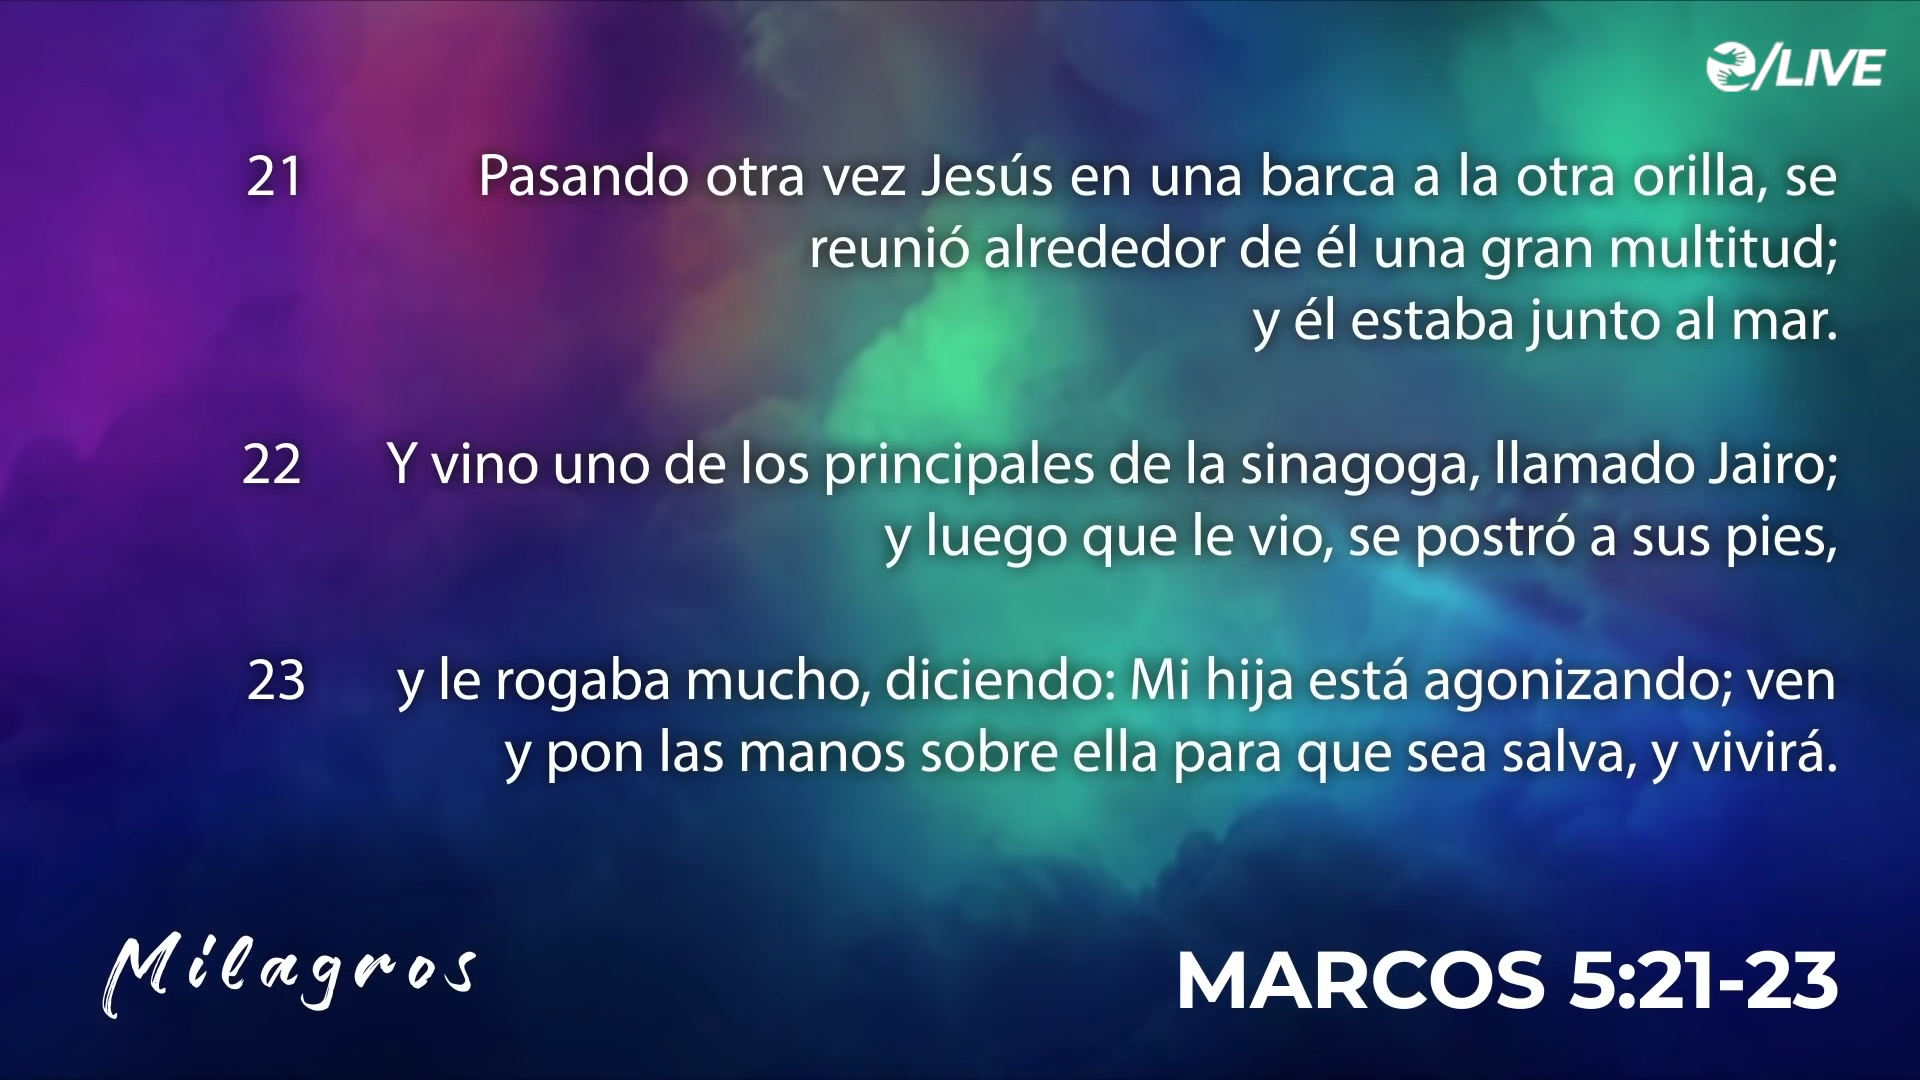 /LIVE
21 Pasando otra vez Jesús en una barca a la otra orilla, se
reunió alrededor de él una gran multitud;
y él estaba junto al mar.
22 Y vino uno de los principales de la sinagoga, llamado Jairo;
y luego que le vio, se postró a sus pies,
23 y le rogaba mucho, diciendo: Mi hija está agonizando; ven
y pon las manos sobre ella para que sea salva, y vivirá.
Milagros
MARCOS 5:21-23